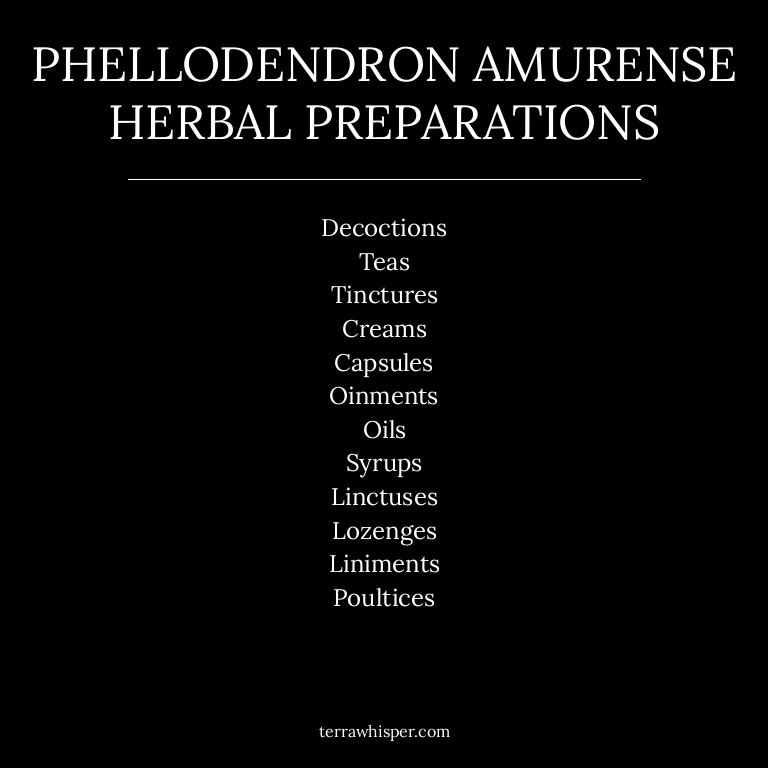 PHELLODENDRON AMURENSE
HERBAL PREPARATIONS
Decoctions
Teas
Tinctures
Creams
Capsules
Oinments
Oils
Syrups
Linctuses
Lozenges
Liniments
Poultices
terrawhisper.com